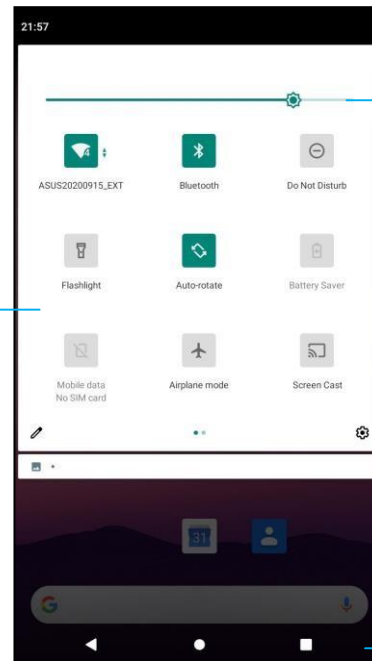 21:57
ASUS20200915_EXT
Bluetooth
Do Not Disturb
Flashlight
Auto-rotate
Battery Saver
Mobile data
No SIM card
Airplane mode
Screen Cast
31
G